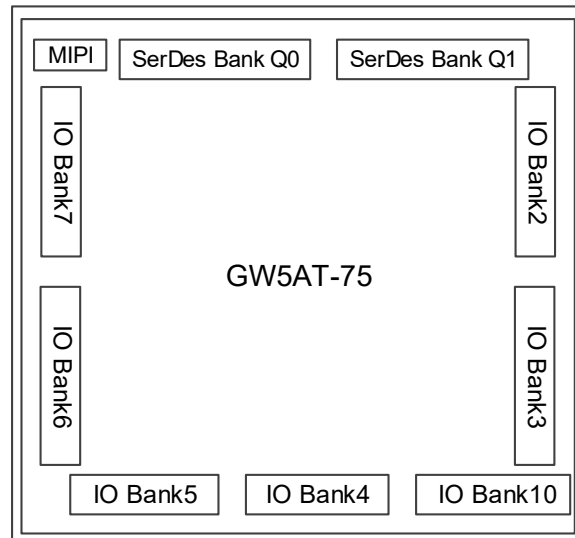 MIPI
SerDes Bank Q0
SerDes Bank Q1
IO Bank7
IO Bank2
GW5AT-75
IO Bank6
IO Bank3
IO Bank5
IO Bank4
IO Bank10